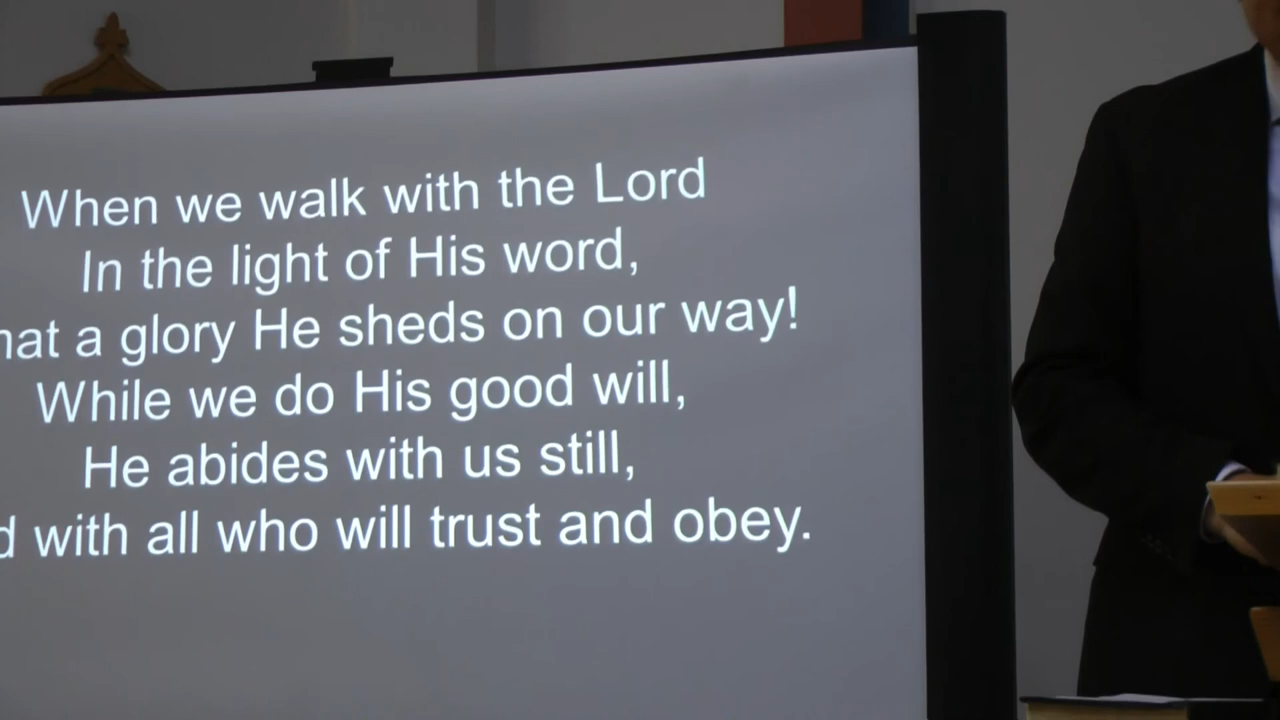 When we walk with the Lord
In the light of His word,
hat a glory He sheds on our way!
While we do His good will,
He abides with us still,
d with all who will trust and obey.